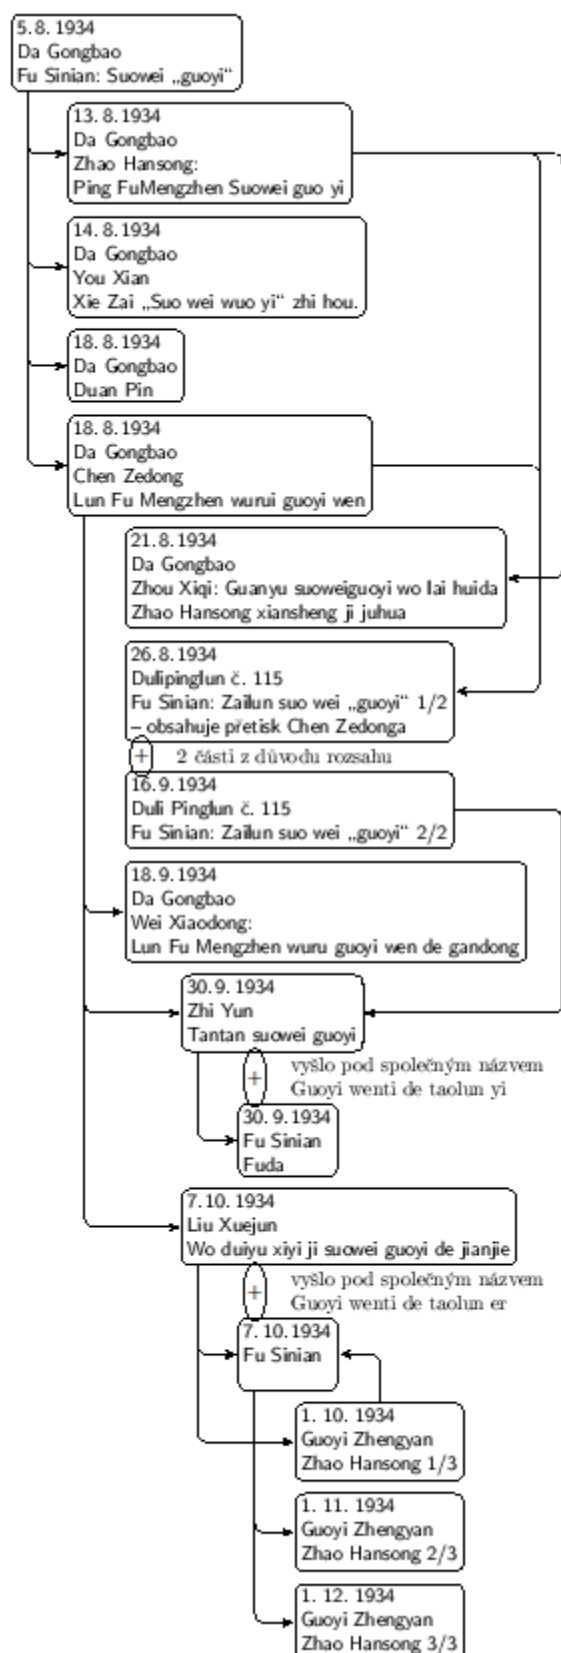 5. 8. 1934
Da Gongbao
Fu Sinian: Suowei „guoyi“
13. 8. 1934
Da Gongbao
Zhao Hansong:
Ping FuMengzhen Suowei guo yi
14. 8. 1934
Da Gongbao
You Xian
Xie Zai „Suo wei wuo yi“ zhi hou.
18. 8. 1934
Da Gongbao
Duan Pin
18. 8. 1934
Da Gongbao
Chen Zedong
Lun Fu Mengzhen wurui guoyi wen
21. 8. 1934
Da Gongbao
Zhou Xiqi: Guanyu suoweiguoyi wo lai huida
Zhao Hansong xiansheng ji juhua
26. 8. 1934
Dulipinglun č. 115
Fu Sinian: Zailun suo wei „guoyi“ 1/2
– obsahuje přetisk Chen Zedonga
+ 2 části z důvodu rozsahu
16. 9. 1934
Duli Pinglun č. 115
Fu Sinian: Zailun suo wei „guoyi“ 2/2
18. 9. 1934
Da Gongbao
Wei Xiaodong:
Lun Fu Mengzhen wuru guoyi wen de gandong
30. 9. 1934
Zhi Yun
Tantan suowei guoyi
+ vyšlo pod společným názvem
Guoyi wenti de taolun yi
30. 9. 1934
Fu Sinian
Fuda
7. 10. 1934
Liu Xuejun
Wo duiyu xiyi ji suowei guoyi de jianjie
+ vyšlo pod společným názvem
Guoyi wenti de taolun er
7. 10. 1934
Fu Sinian
1. 10. 1934
Guoyi Zhengyan
Zhao Hansong 1/3
1. 11. 1934
Guoyi Zhengyan
Zhao Hansong 2/3
1. 12. 1934
Guoyi Zhengyan
Zhao Hansong 3/3